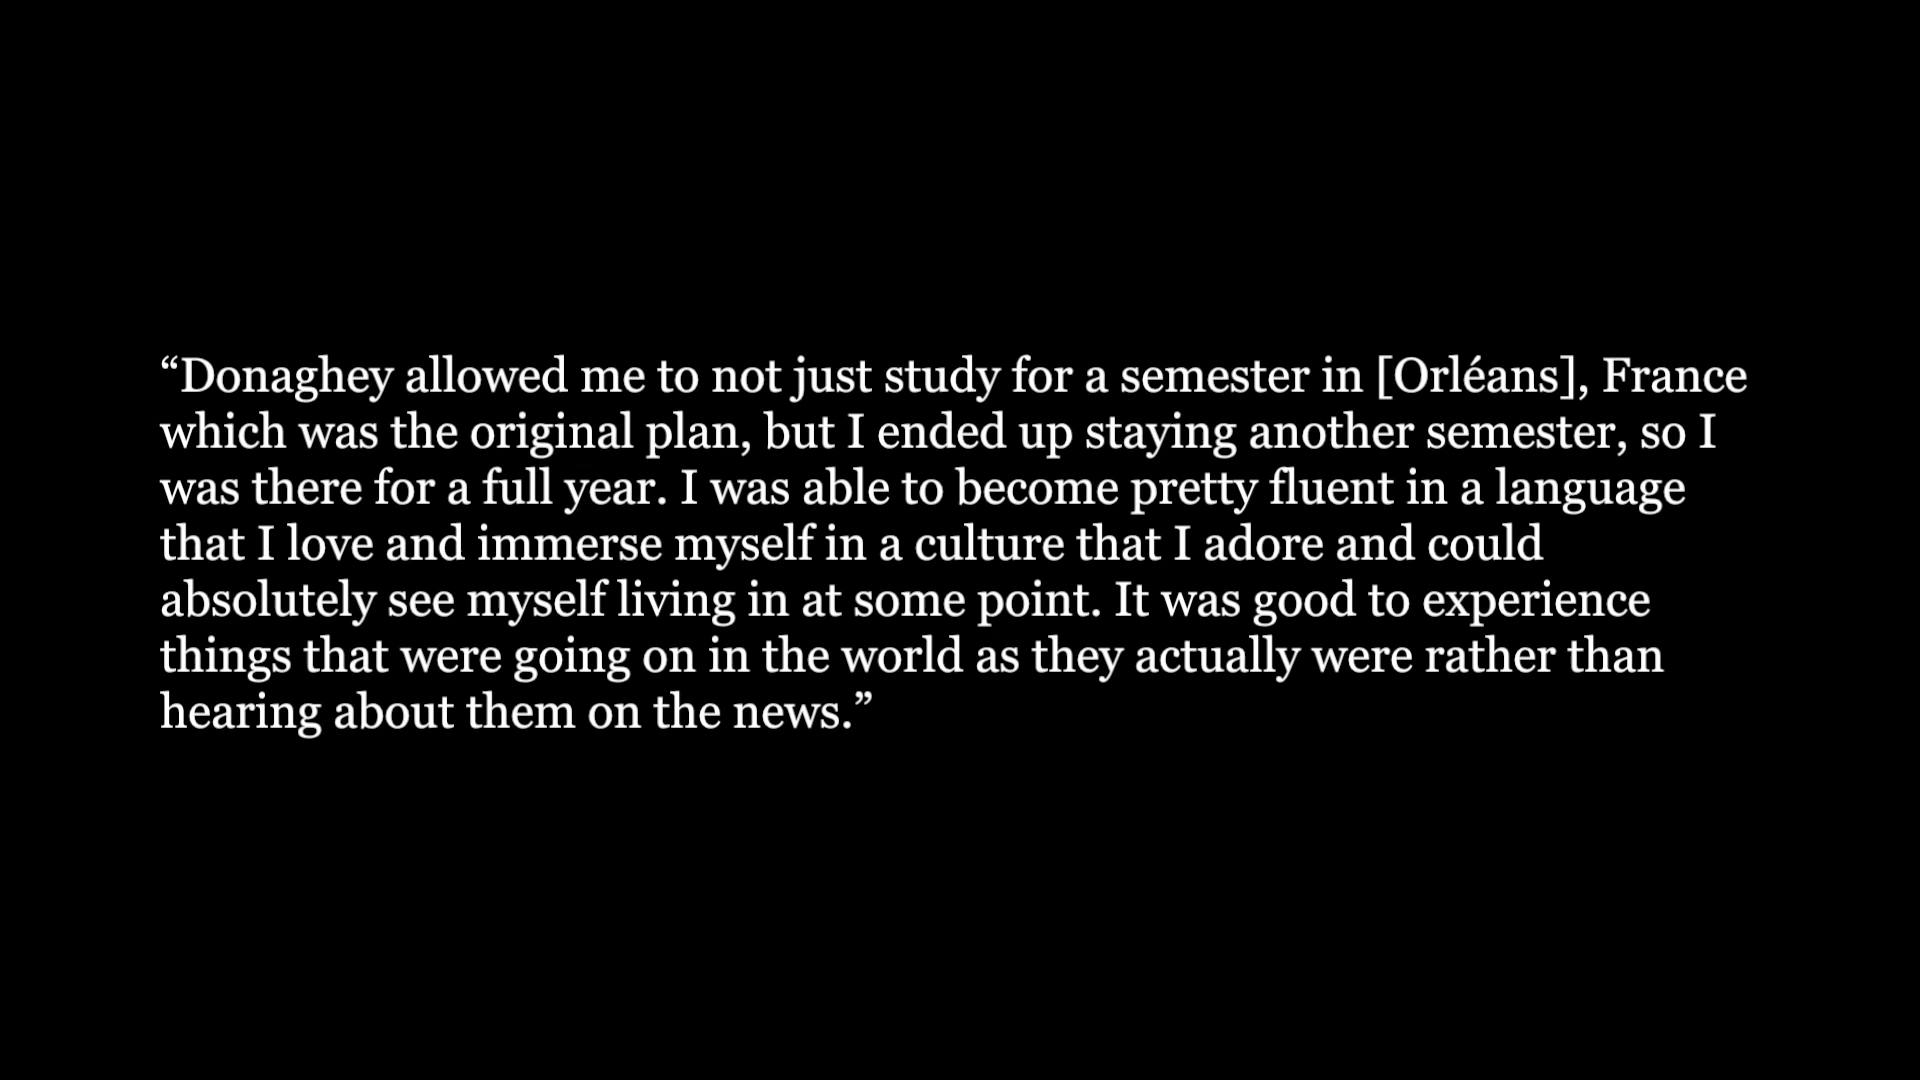 “Donaghey allowed me to not just study for a semester in [Orléans], France
which was the original plan, but I ended up staying another semester, so I
was there for a full year. I was able to become pretty fluent in a language
that I love and immerse myself in a culture that I adore and could
absolutely see myself living in at some point. It was good to experience
things that were going on in the world as they actually were rather than
hearing about them on the news.”